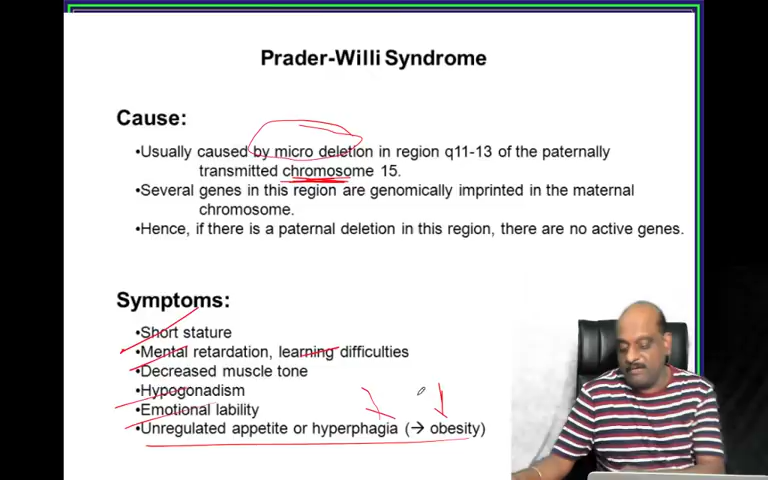 Prader-Willi Syndrome
Cause:
•Usually caused by micro deletion in region q11-13 of the paternally
transmitted chromosome 15.
•Several genes in this region are genomically imprinted in the maternal
chromosome.
•Hence, if there is a paternal deletion in this region, there are no active genes.
Symptoms:
•Short stature
•Mental retardation, learning difficulties
•Decreased muscle tone
•Hypogonadism
•Emotional lability
•Unregulated appetite or hyperphagia (→ obesity)